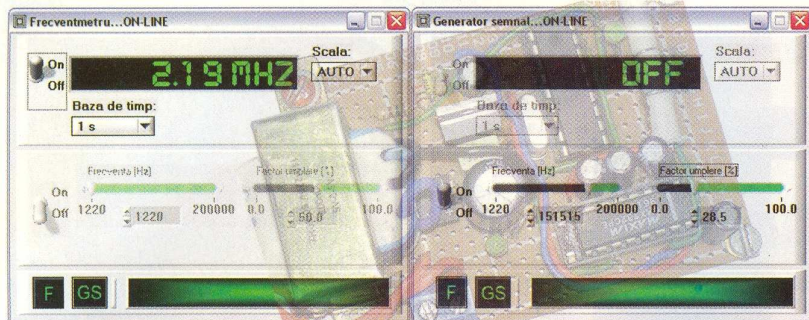 Frecventmetru...ON-LINE
On
Off
2.19MHZ
Scala:
AUTO
Baza de timp:
1 s
On
Off
Frecventa [Hz]
1220
200000
1220
Factor umplere [%]
0.0
100.0
50.0
F
GS
Generator semnal...ON-LINE
On
Off
OFF
Scala:
AUTO
Baza de timp:
1 s
On
Off
Frecventa [Hz]
1220
200000
151515
Factor umplere [%]
0.0
100.0
28.5
F
GS